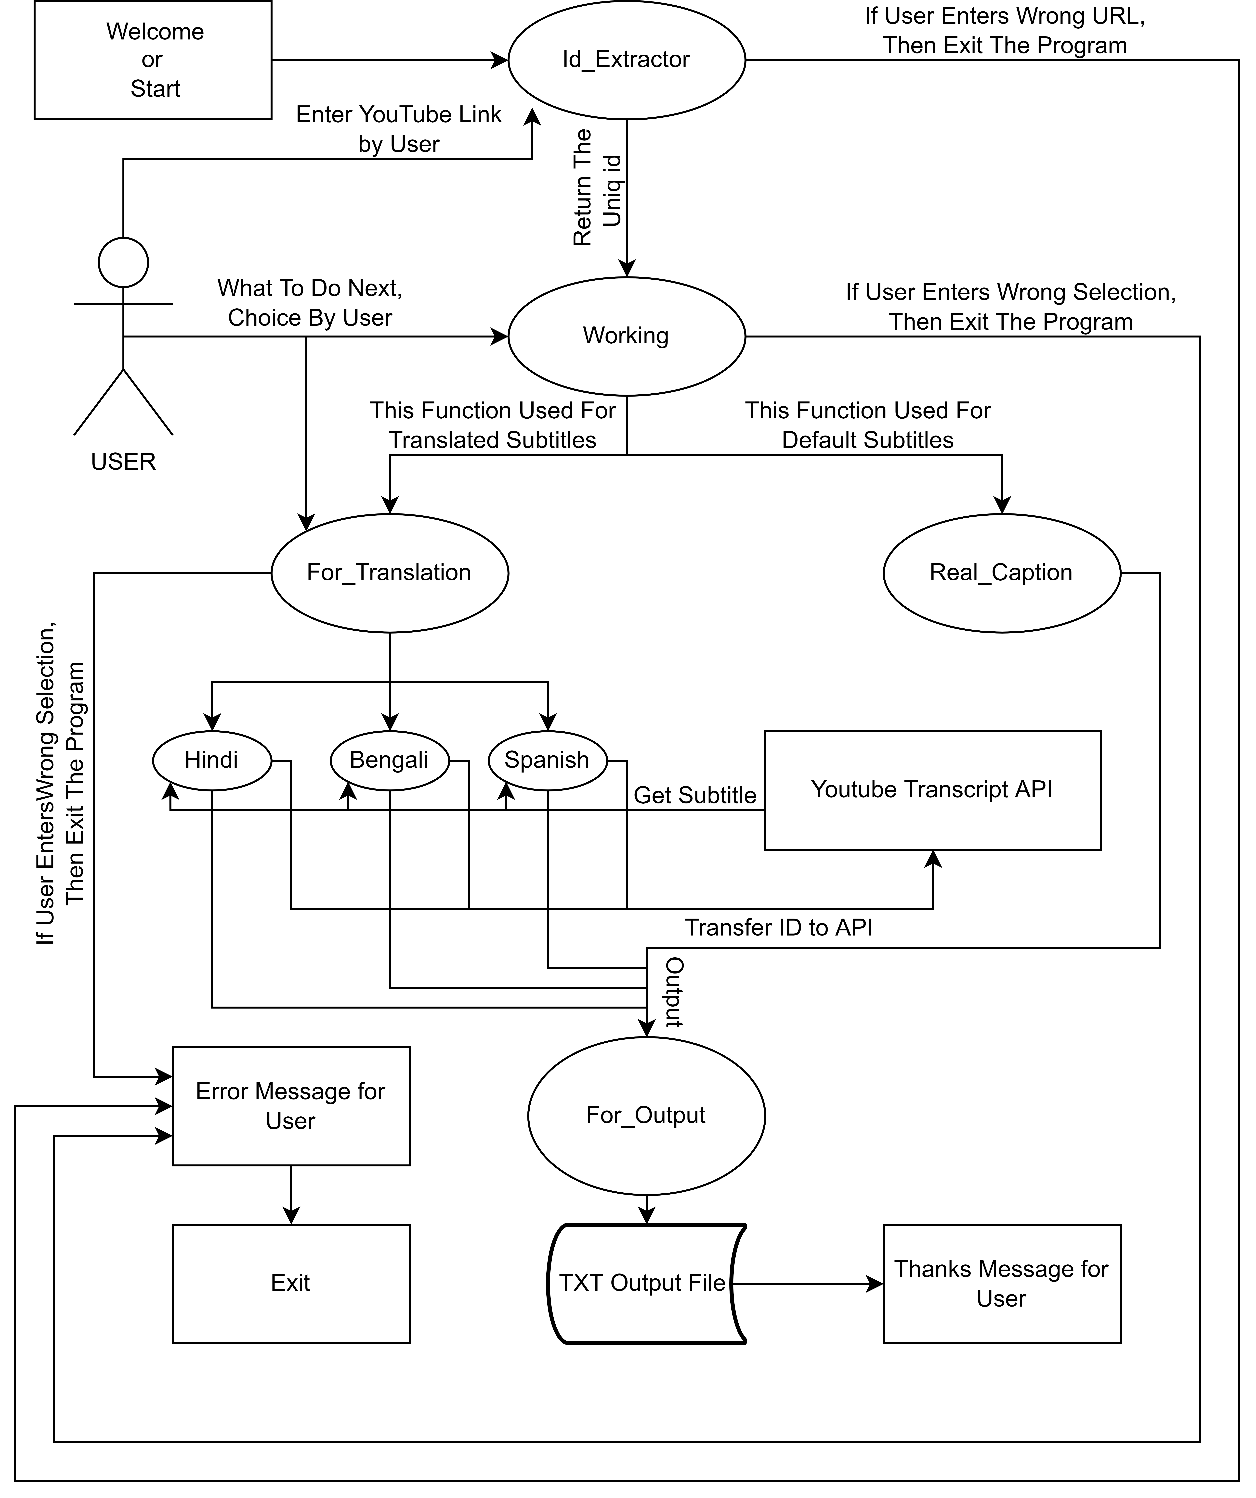 Welcome
or
Start
Id_Extractor
If User Enters Wrong URL,
Then Exit The Program
Enter YouTube Link
by User
Return The
Uniq id
What To Do Next,
Choice By User
Working
If User Enters Wrong Selection,
Then Exit The Program
USER
This Function Used For
Translated Subtitles
This Function Used For
Default Subtitles
For_Translation
Real_Caption
If User EntersWrong Selection,
Then Exit The Program
Hindi
Bengali
Spanish
Get Subtitle
Youtube Transcript API
Transfer ID to API
Output
Error Message for
User
For_Output
Exit
TXT Output File
Thanks Message for
User